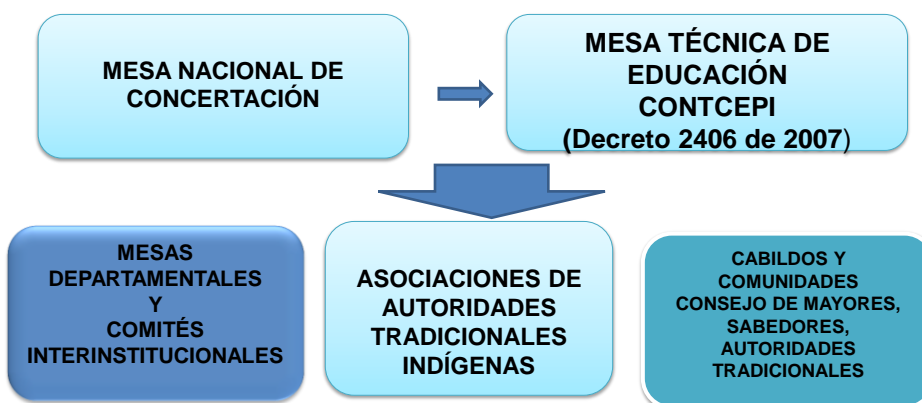 MESA NACIONAL DE
CONCERTACIÓN
MESA TÉCNICA DE
EDUCACIÓN
CONTCEPI
(Decreto 2406 de 2007)
MESAS
DEPARTAMENTALES
Y
COMITÉS
INTERINSTITUCIONALES
ASOCIACIONES DE
AUTORIDADES
TRADICIONALES
INDÍGENAS
CABILDOS Y
COMUNIDADES
CONSEJO DE MAYORES,
SABEDORES,
AUTORIDADES
TRADICIONALES